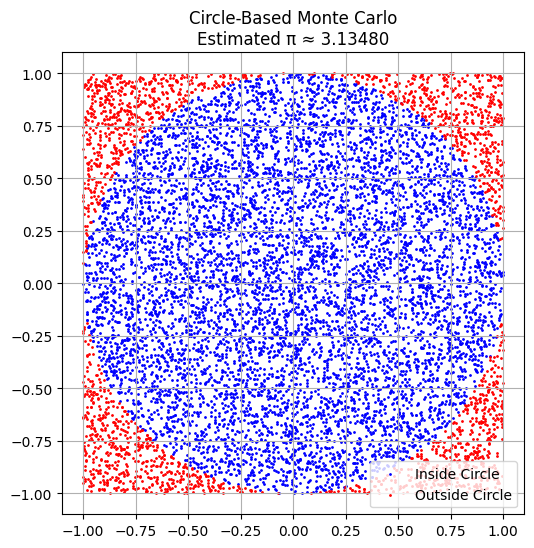 Circle-Based Monte Carlo
Estimated π ≈ 3.13480
1.00
0.75
0.50
0.25
0.00
−0.25
−0.50
−0.75
−1.00
Inside Circle
Outside Circle
−1.00 −0.75 −0.50 −0.25 0.00 0.25 0.50 0.75 1.00